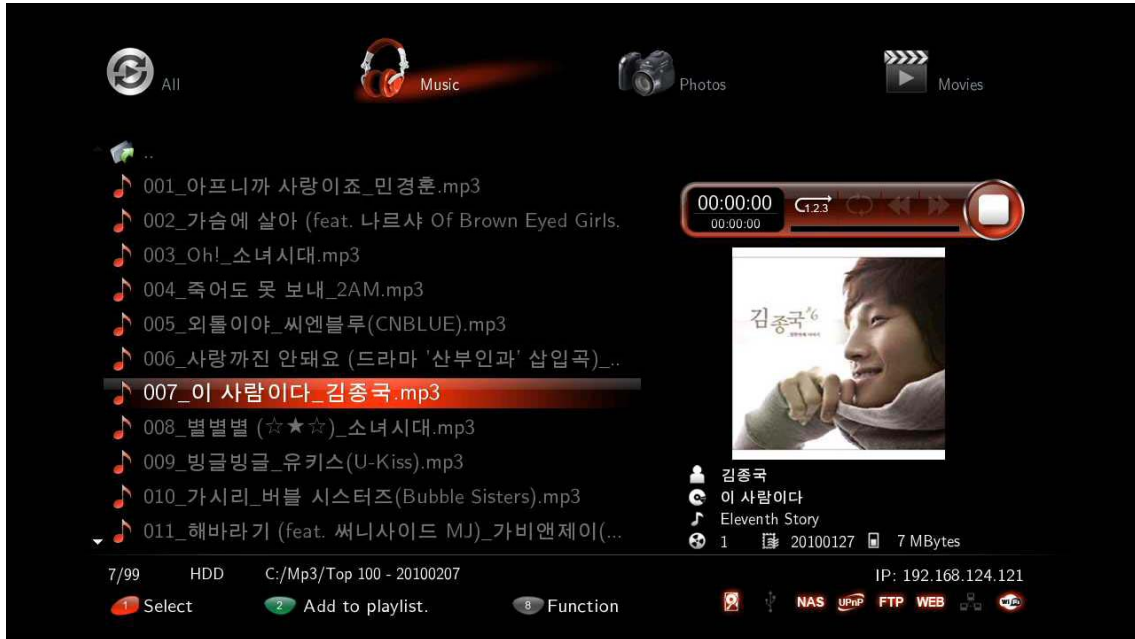 All
Music
Photos
Movies
..
001_아프니까 사랑이죠_민경훈.mp3
002_가슴에 살아 (feat. 나르샤 Of Brown Eyed Girls.
003_Oh!_소녀시대.mp3
004_죽어도 못 보내_2AM.mp3
005_외톨이야_씨엔블루(CNBLUE).mp3
006_사랑까진 안돼요 (드라마 '산부인과' 삽입곡)_..
007_이 사람이다_김종국.mp3
008_별별별 (☆★☆)_소녀시대.mp3
009_빙글빙글_유키스(U-Kiss).mp3
010_가시리_버블 시스터즈(Bubble Sisters).mp3
011_해바라기 (feat. 써니사이드 MJ)_가비앤제이(...
00:00:00
00:00:00
1.2.3
김종국 6
김종국
이 사람이다
Eleventh Story
1 20100127 7 MBytes
7/99 HDD C:/Mp3/Top 100 - 20100207
IP: 192.168.124.121
1 Select 2 Add to playlist. 8 Function
NAS UPnP FTP WEB WiFi